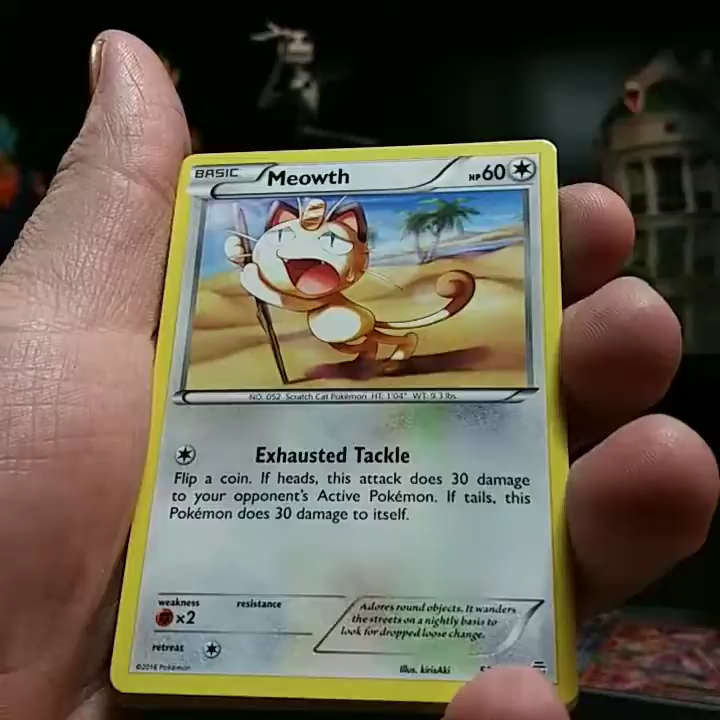 BASIC Meowth HP60
NO. 052 Scratch Cat Pokémon HT: 1'04" WT: 9.3 lbs.
Exhausted Tackle
Flip a coin. If heads, this attack does 30 damage
to your opponent's Active Pokémon. If tails, this
Pokémon does 30 damage to itself.
weakness resistance
×2
Adores round objects. It wanders
the streets on a nightly basis to
look for dropped loose change.
retreat
©2016 Pokémon Illus. kirisAki